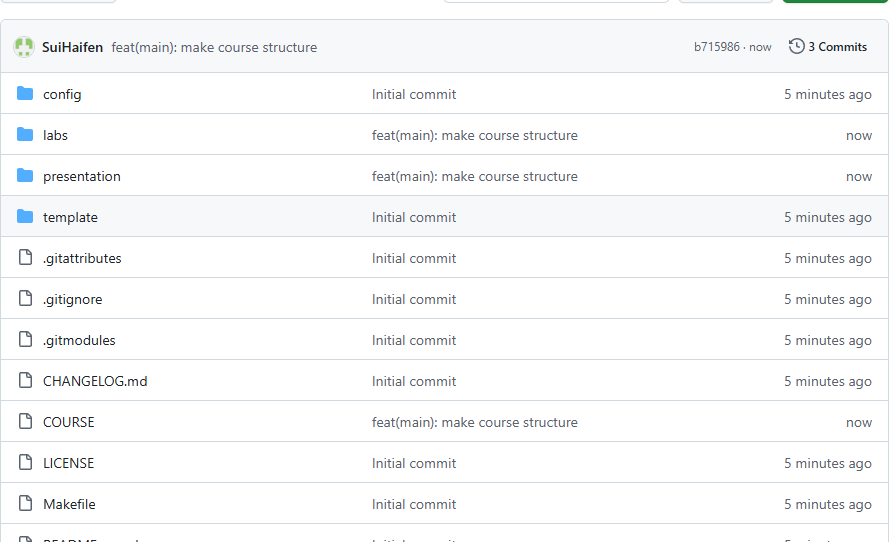 SuiHaifen feat(main): make course structure b715986 · now 3 Commits
config Initial commit 5 minutes ago
labs feat(main): make course structure now
presentation feat(main): make course structure now
template Initial commit 5 minutes ago
.gitattributes Initial commit 5 minutes ago
.gitignore Initial commit 5 minutes ago
.gitmodules Initial commit 5 minutes ago
CHANGELOG.md Initial commit 5 minutes ago
COURSE feat(main): make course structure now
LICENSE Initial commit 5 minutes ago
Makefile Initial commit 5 minutes ago